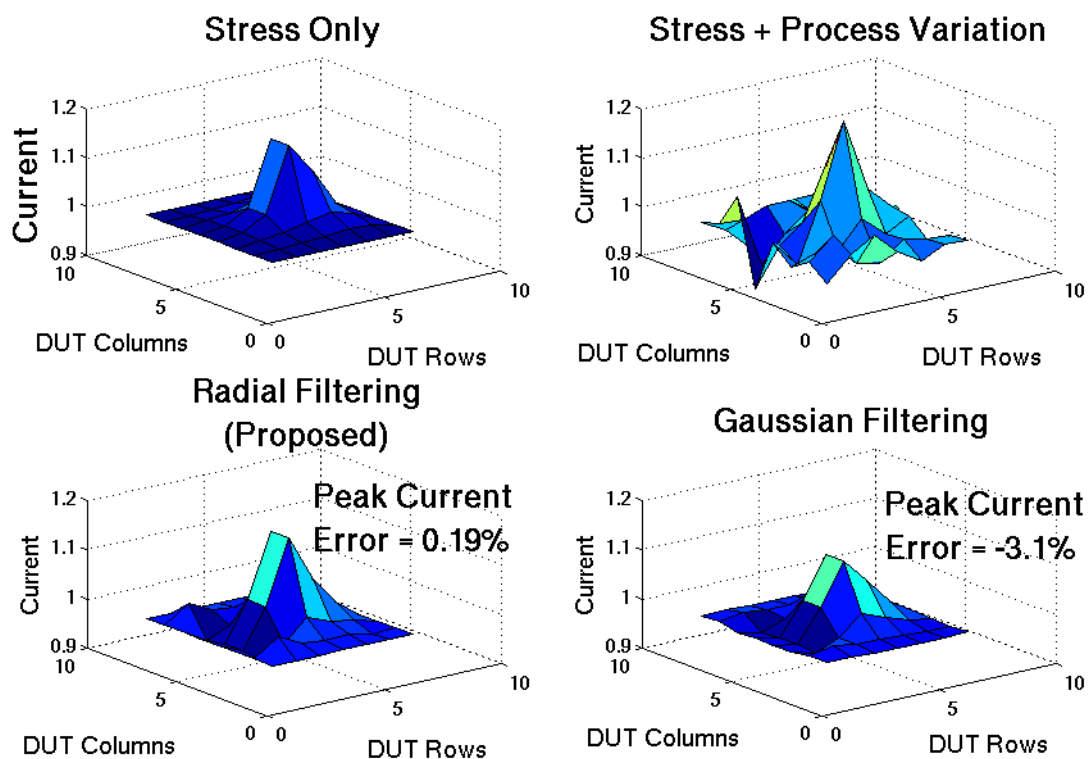 Stress Only
Current
1.2
1.1
1
0.9
10
5
0
0
5
10
DUT Columns
DUT Rows
Stress + Process Variation
Current
1.2
1.1
1
0.9
10
5
0
0
5
10
DUT Columns
DUT Rows
Radial Filtering
(Proposed)
Peak Current
Error = 0.19%
Current
1.2
1.1
1
0.9
10
5
0
0
5
10
DUT Columns
DUT Rows
Gaussian Filtering
Peak Current
Error = -3.1%
Current
1.2
1.1
1
0.9
10
5
0
0
5
10
DUT Columns
DUT Rows